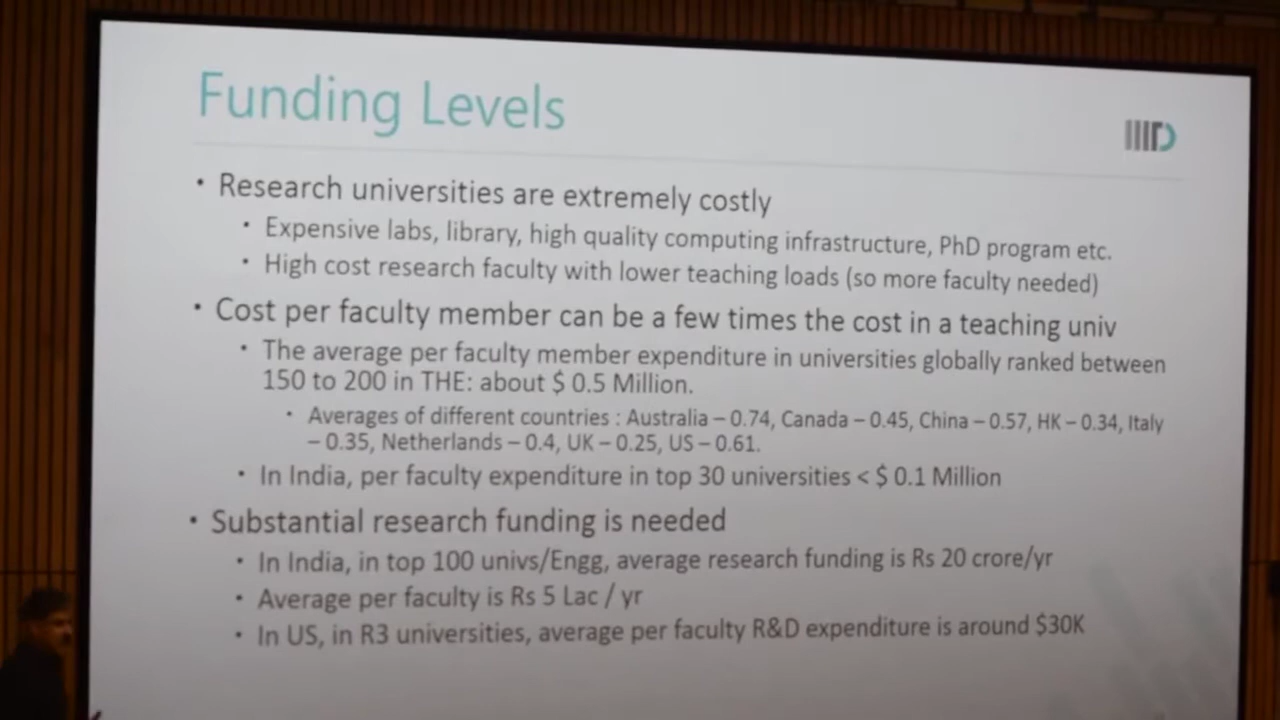 Funding Levels
IIITD
• Research universities are extremely costly
• Expensive labs, library, high quality computing infrastructure, PhD program etc.
• High cost research faculty with lower teaching loads (so more faculty needed)
• Cost per faculty member can be a few times the cost in a teaching univ
• The average per faculty member expenditure in universities globally ranked between
150 to 200 in THE: about $ 0.5 Million.
• Averages of different countries : Australia – 0.74, Canada – 0.45, China – 0.57, HK – 0.34, Italy
– 0.35, Netherlands – 0.4, UK – 0.25, US – 0.61.
• In India, per faculty expenditure in top 30 universities < $ 0.1 Million
• Substantial research funding is needed
• In India, in top 100 univs/Engg, average research funding is Rs 20 crore/yr
• Average per faculty is Rs 5 Lac / yr
• In US, in R3 universities, average per faculty R&D expenditure is around $30K